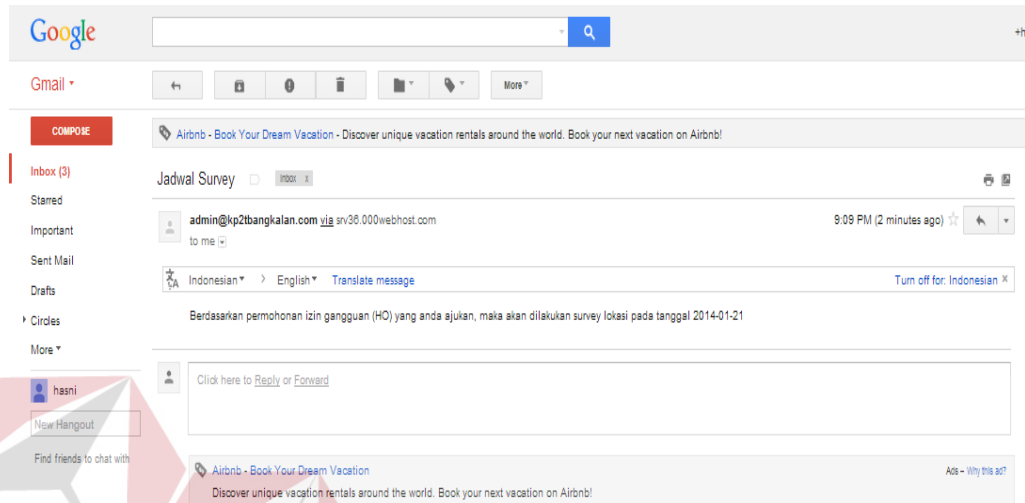 Google
+h
Gmail
More
COMPOSE
Airbnb - Book Your Dream Vacation - Discover unique vacation rentals around the world. Book your next vacation on Airbnb!
Inbox (3)
Jadwal Survey
Inbox x
Starred
admin@kp2tbangkalan.com via srv36.000webhost.com
9:09 PM (2 minutes ago)
Important
to me
Sent Mail
Indonesian > English Translate message
Turn off for: Indonesian x
Drafts
Berdasarkan permohonan izin gangguan (HO) yang anda ajukan, maka akan dilakukan survey lokasi pada tanggal 2014-01-21
Circles
More
Click here to Reply or Forward
hasni
New Hangout
Find friends to chat with
Airbnb - Book Your Dream Vacation
Ads – Why this ad?
Discover unique vacation rentals around the world. Book your next vacation on Airbnb!